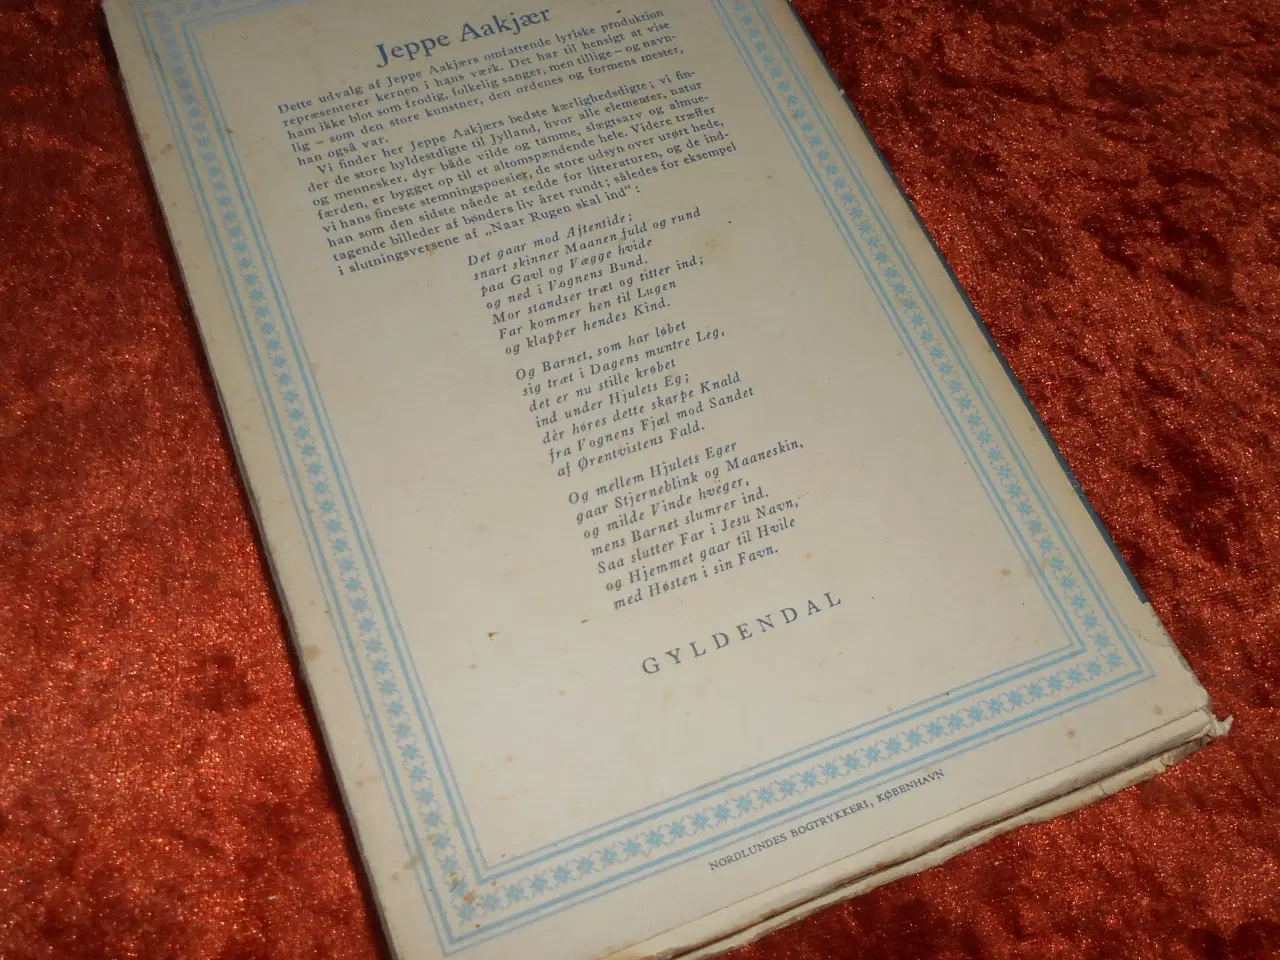 Jeppe Aakjær
Dette udvalg af Jeppe Aakjærs omfattende lyriske produktion
repræsenterer kernen i hans værk. Det har til hensigt at vise
ham ikke blot som frodig, folkelig sanger, men tillige – og navn-
lig – som den store kunstner, den ordenes og formens mester,
han også var.
Vi finder her Jeppe Aakjærs bedste kærlighedsdigte; vi fin-
der de store hyldestdigte til Jylland, hvor alle elementer, natur
og mennesker, dyr både vilde og tamme, slægtsarv og almue-
færden, er bygget op til et altomspændende hele. Videre træffer
vi hans fineste stemningspoesier, de store udsyn over urørt hede,
han som den sidste nåede at redde for litteraturen, og de ind-
tagende billeder af bønders liv året rundt; således for eksempel
i slutningsversene af „Naar Rugen skal ind“:
Det gaar mod Aftentide;
snart skinner Maanen fuld og rund
paa Gavl og Vægge hvide
og ned i Vognens Bund.
Mor standser træt og titter ind;
Far kommer hen til Lugen
og klapper hendes Kind.
Og Barnet, som har løbet
sig træt i Dagens muntre Leg,
det er nu stille krøbet
ind under Hjulets Eg;
dér høres dette skarpe Knald
fra Vognens Fjæl mod Sandet
af Ørentvistens Fald.
Og mellem Hjulets Eger
gaar Stjerneblink og Maaneskin,
og milde Vinde hveger,
mens Barnet slumrer ind.
Saa slutter Far i Jesu Navn,
og Hjemmet gaar til Hvile
med Høsten i sin Favn.
GYLDENDAL
NORDLUNDES BOGTRYKKERI, KØBENHAVN